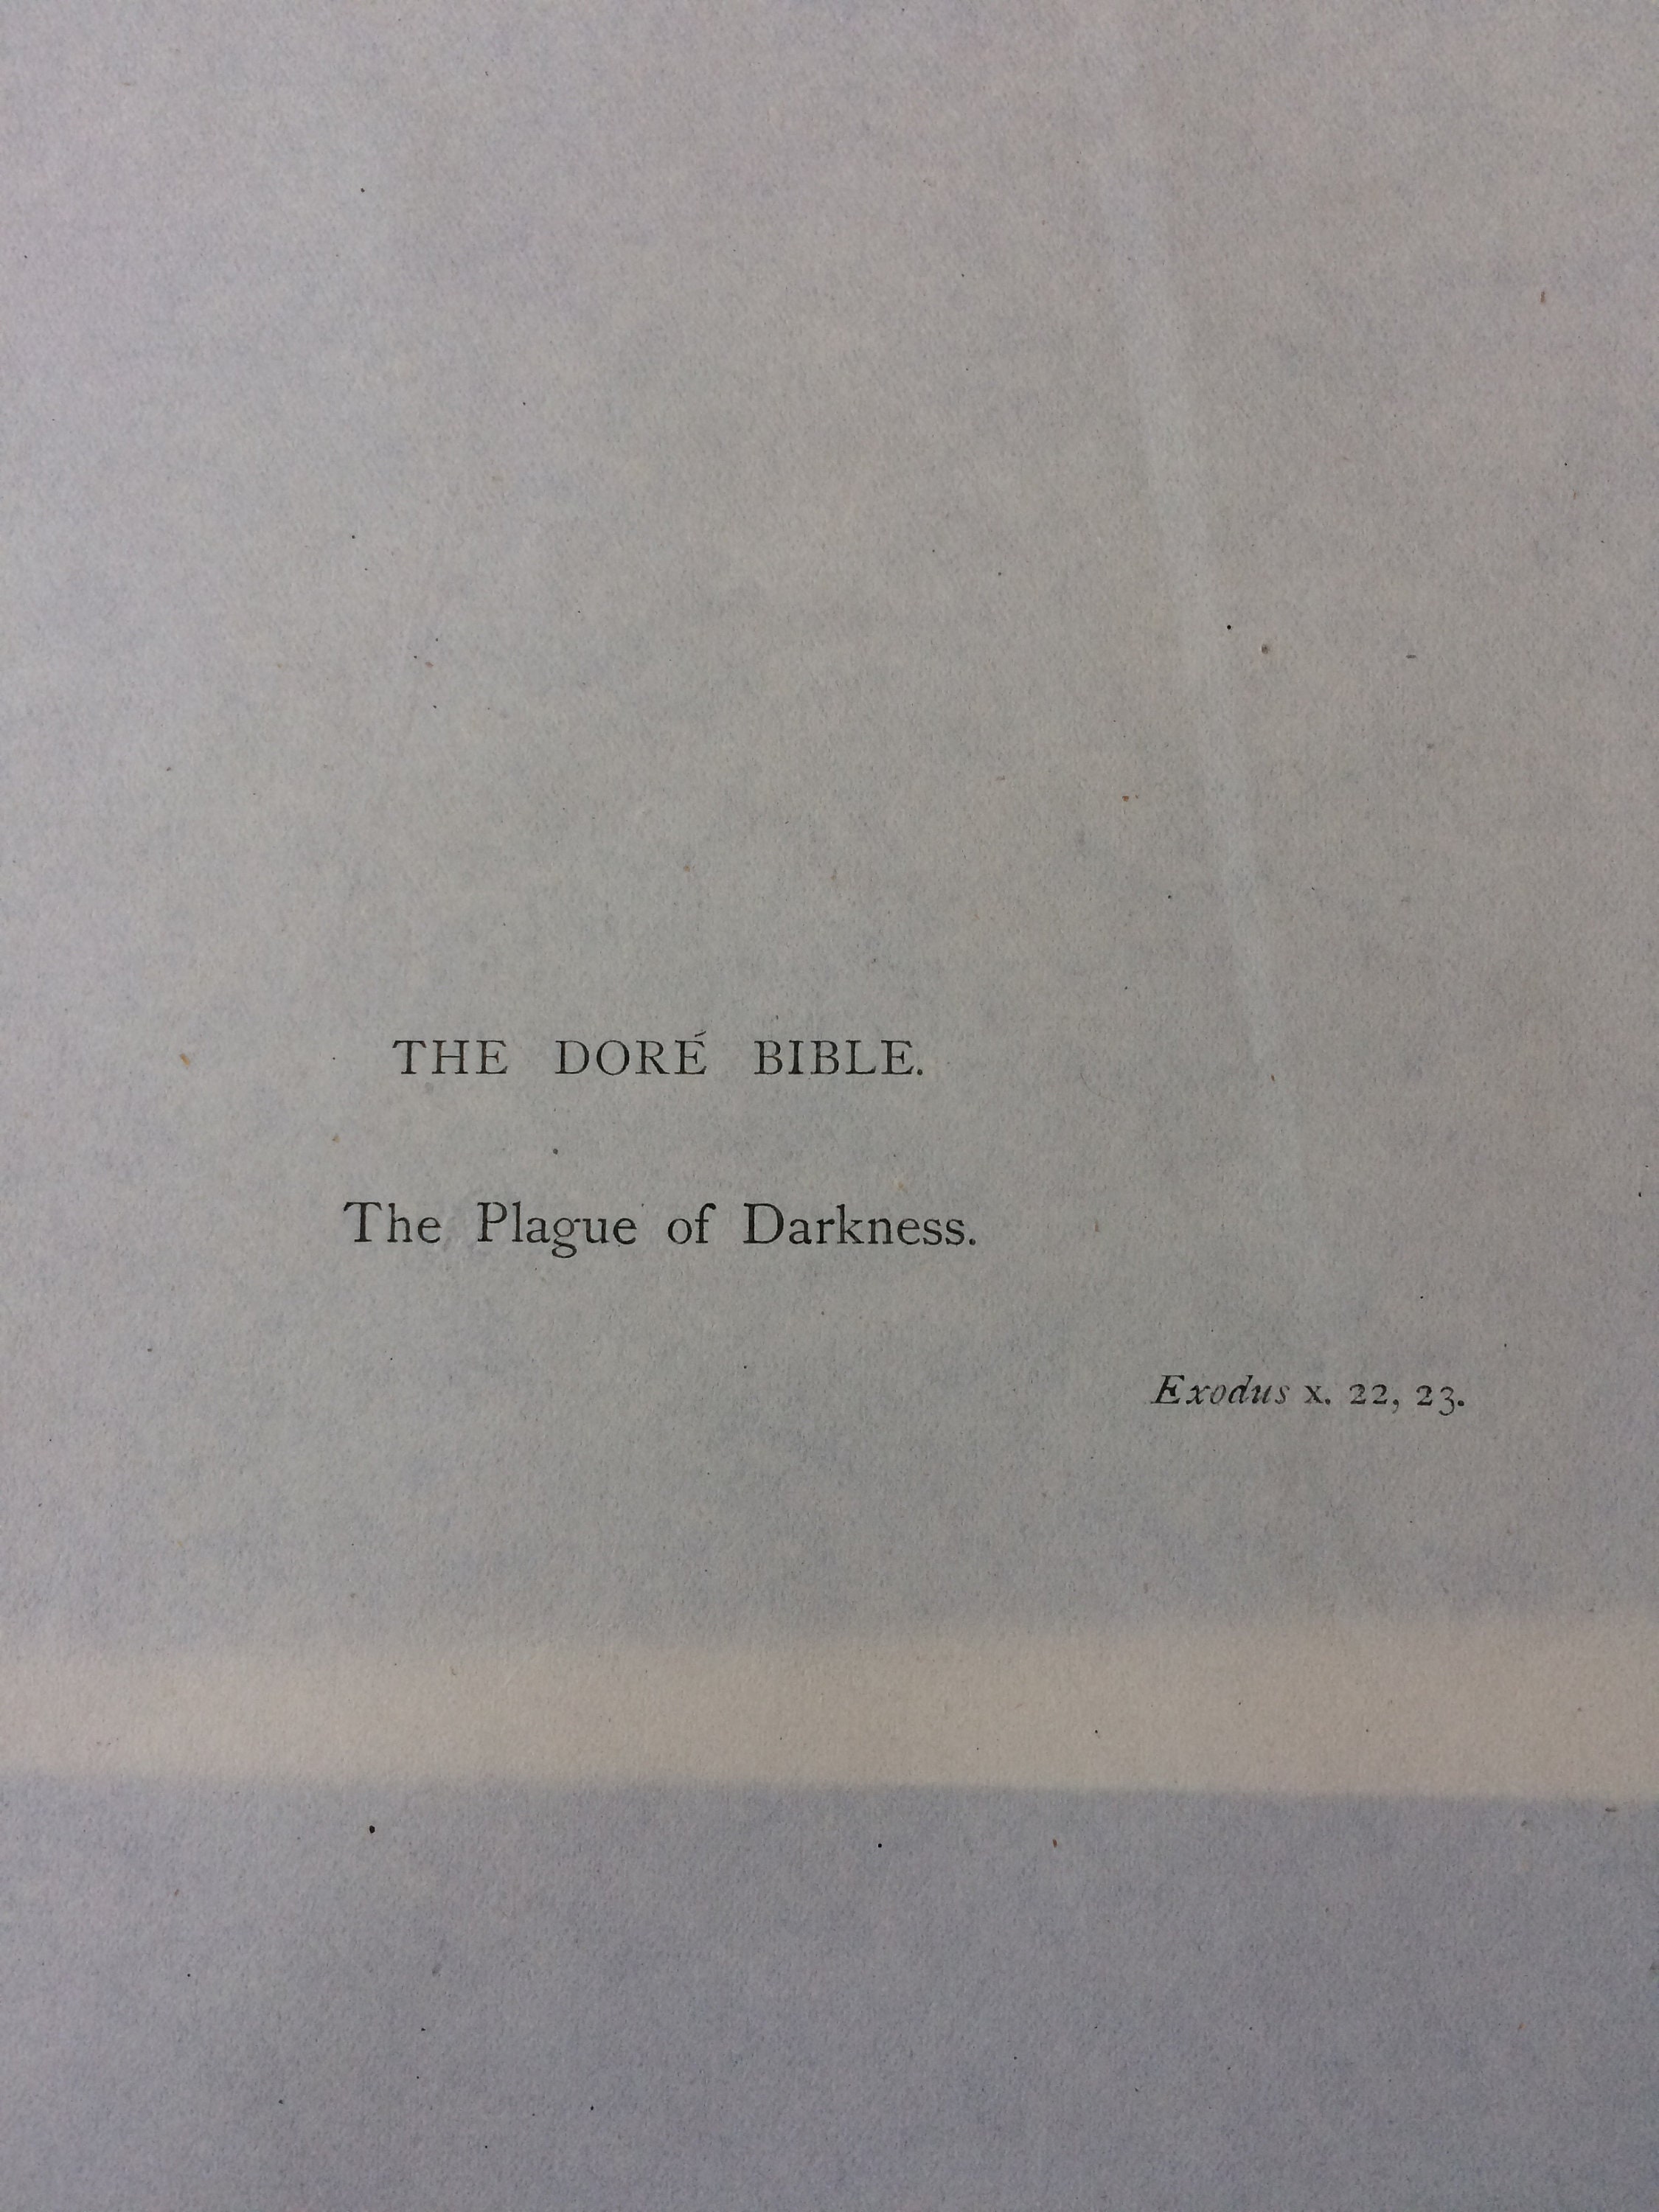 THE DORÉ BIBLE.
The Plague of Darkness.
Exodus x. 22, 23.